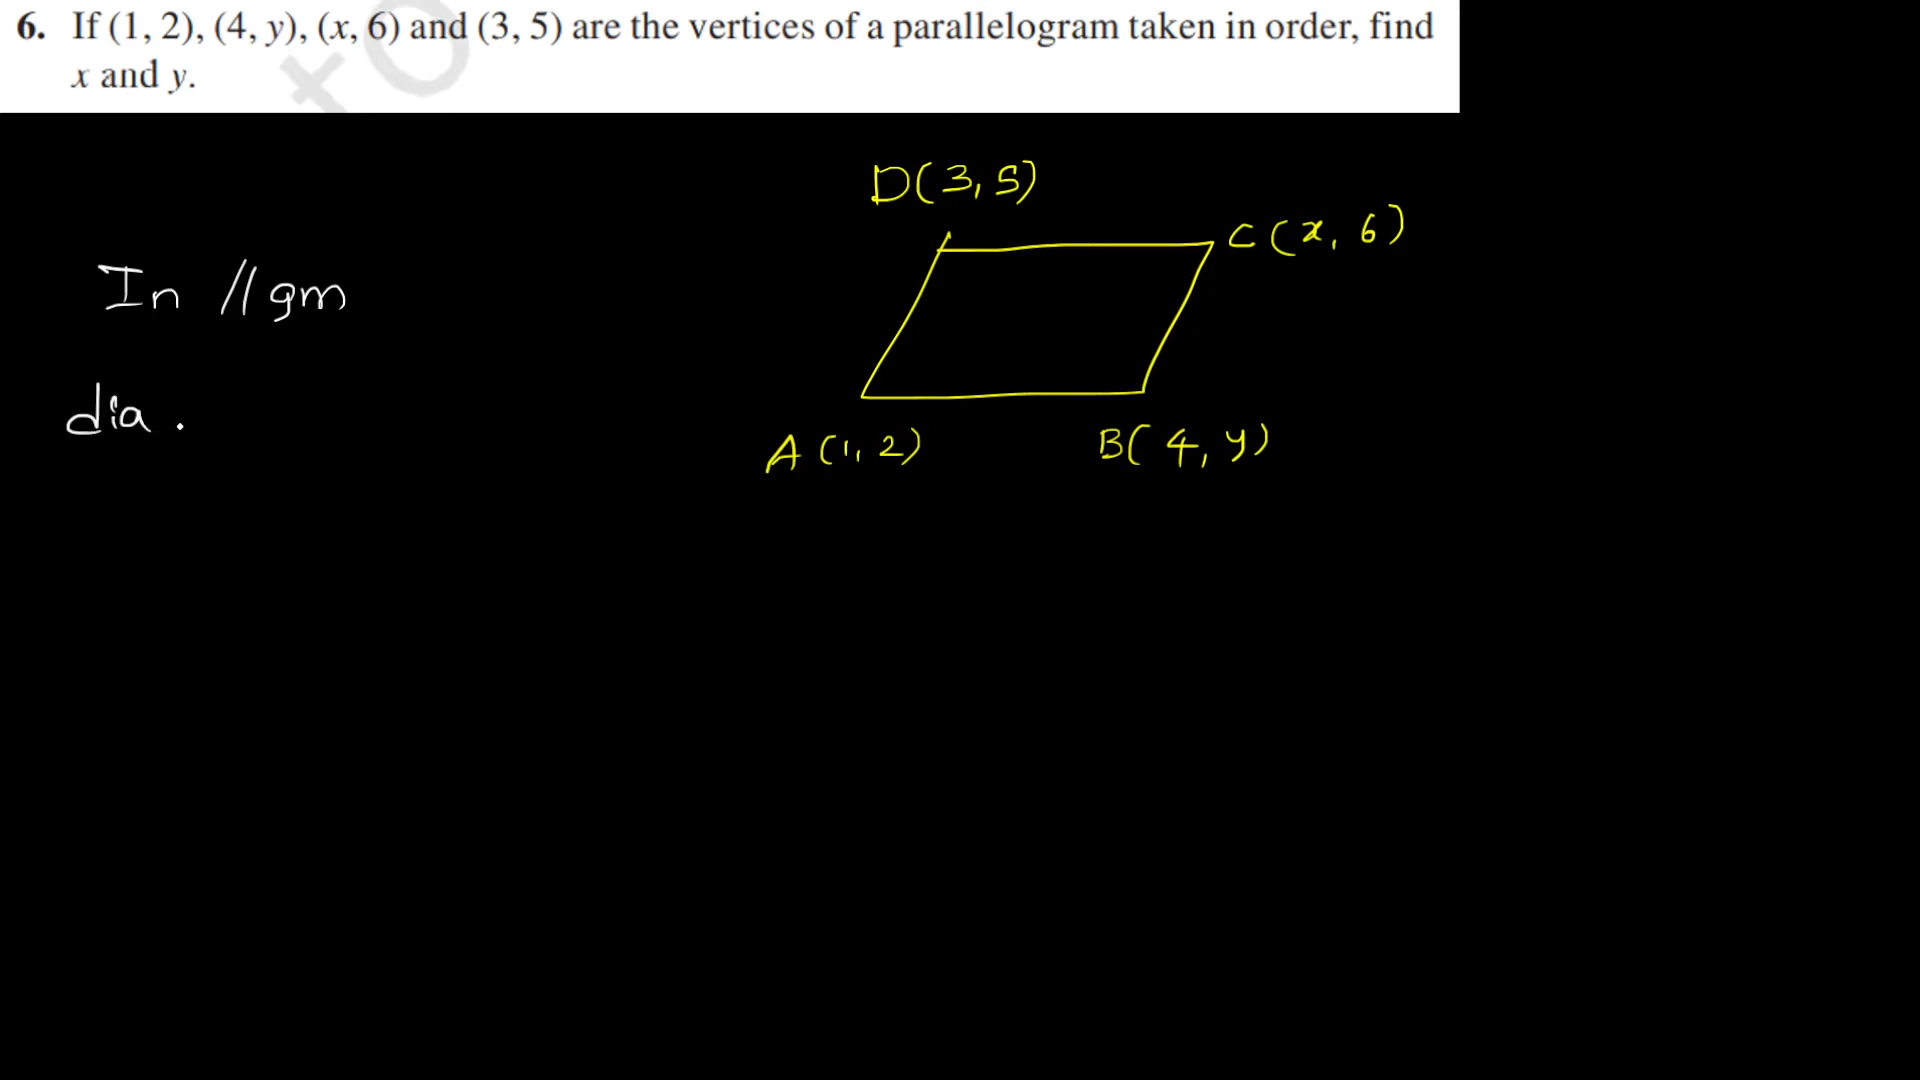 6. If (1, 2), (4, y), (x, 6) and (3, 5) are the vertices of a parallelogram taken in order, find
x and y.
D(3, 5)
C(x, 6)
In //gm
dia.
A(1, 2)
B(4, y)